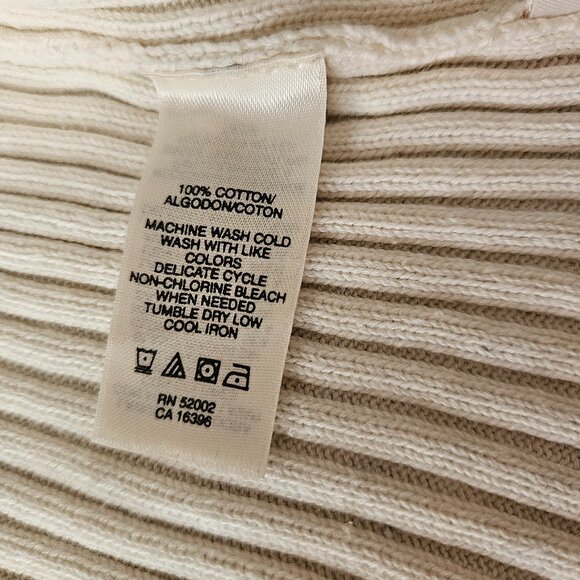 100% COTTON/
ALGODON/COTON
MACHINE WASH COLD
WASH WITH LIKE
COLORS
DELICATE CYCLE
NON-CHLORINE BLEACH
WHEN NEEDED
TUMBLE DRY LOW
COOL IRON
RN 52002
CA 16396